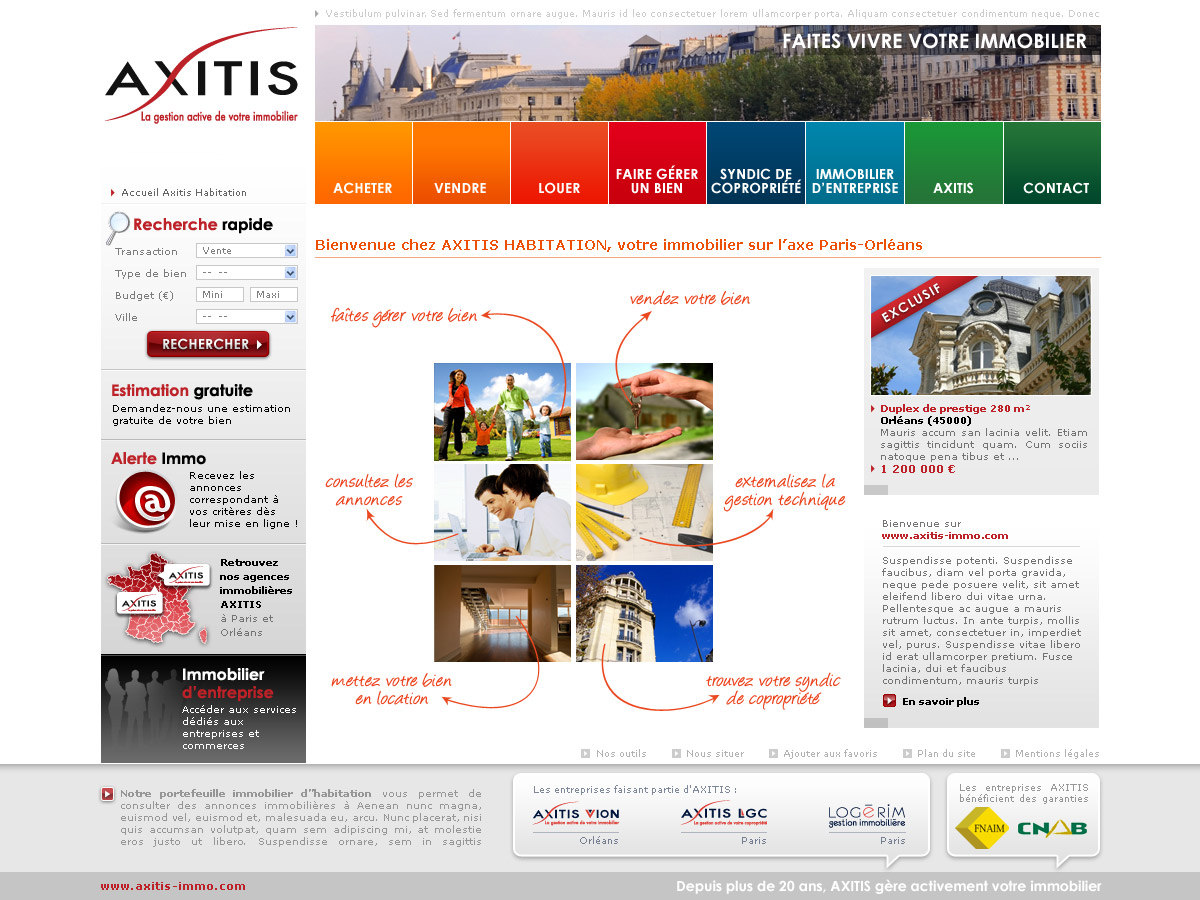 Vestibulum pulvinar. Sed fermentum ornare augue. Mauris id leo consectetuer lorem ullamcorper porta. Aliquam consectetuer condimentum neque. Donec
AXITIS
La gestion active de votre immobilier
FAITES VIVRE VOTRE IMMOBILIER
ACHETER
VENDRE
LOUER
FAIRE GÉRER
UN BIEN
SYNDIC DE
COPROPRIÉTÉ
IMMOBILIER
D'ENTREPRISE
AXITIS
CONTACT
Accueil Axitis Habitation
Recherche rapide
Transaction
Vente
Type de bien
-- --
Budget (€)
Mini
Maxi
Ville
-- --
RECHERCHER
Estimation gratuite
Demandez-nous une estimation
gratuite de votre bien
Alerte Immo
@
Recevez les
annonces
correspondant à
vos critères dès
leur mise en ligne !
AXITIS
AXITIS
Retrouvez
nos agences
immobilières
AXITIS
à Paris et
Orléans
Immobilier
d'entreprise
Accéder aux services
dédiés aux
entreprises et
commerces
Bienvenue chez AXITIS HABITATION, votre immobilier sur l'axe Paris-Orléans
faîtes gérer votre bien
vendez votre bien
consultez les
annonces
externalisez la
gestion technique
mettez votre bien
en location
trouvez votre syndic
de copropriété
EXCLUSIF
Duplex de prestige 280 m²
Orléans (45000)
Mauris accum san lacinia velit. Etiam
sagittis tincidunt quam. Cum sociis
natoque pena tibus et ...
1 200 000 €
Bienvenue sur
www.axitis-immo.com
Suspendisse potenti. Suspendisse
faucibus, diam vel porta gravida,
neque pede posuere velit, sit amet
eleifend libero dui vitae urna.
Pellentesque ac augue a mauris
rutrum luctus. In ante turpis, mollis
sit amet, consectetuer in, imperdiet
vel, purus. Suspendisse vitae libero
id erat ullamcorper pretium. Fusce
lacinia, dui et faucibus
condimentum, mauris turpis
En savoir plus
Nos outils
Nous situer
Ajouter aux favoris
Plan du site
Mentions légales
Notre portefeuille immobilier d''habitation vous permet de
consulter des annonces immobilières à Aenean nunc magna,
euismod vel, euismod et, malesuada eu, arcu. Nunc placerat, nisi
quis accumsan volutpat, quam sem adipiscing mi, at molestie
eros justo ut libero. Suspendisse ornare, sem in sagittis
Les entreprises faisant partie d'AXITIS :
AXITIS VION
La gestion active de votre immobilier
Orléans
AXITIS LGC
La gestion active de votre copropriété
Paris
LOGERIM
gestion immobilière
Paris
Les entreprises AXITIS
bénéficient des garanties
FNAIM
CNAB
www.axitis-immo.com
Depuis plus de 20 ans, AXITIS gère activement votre immobilier